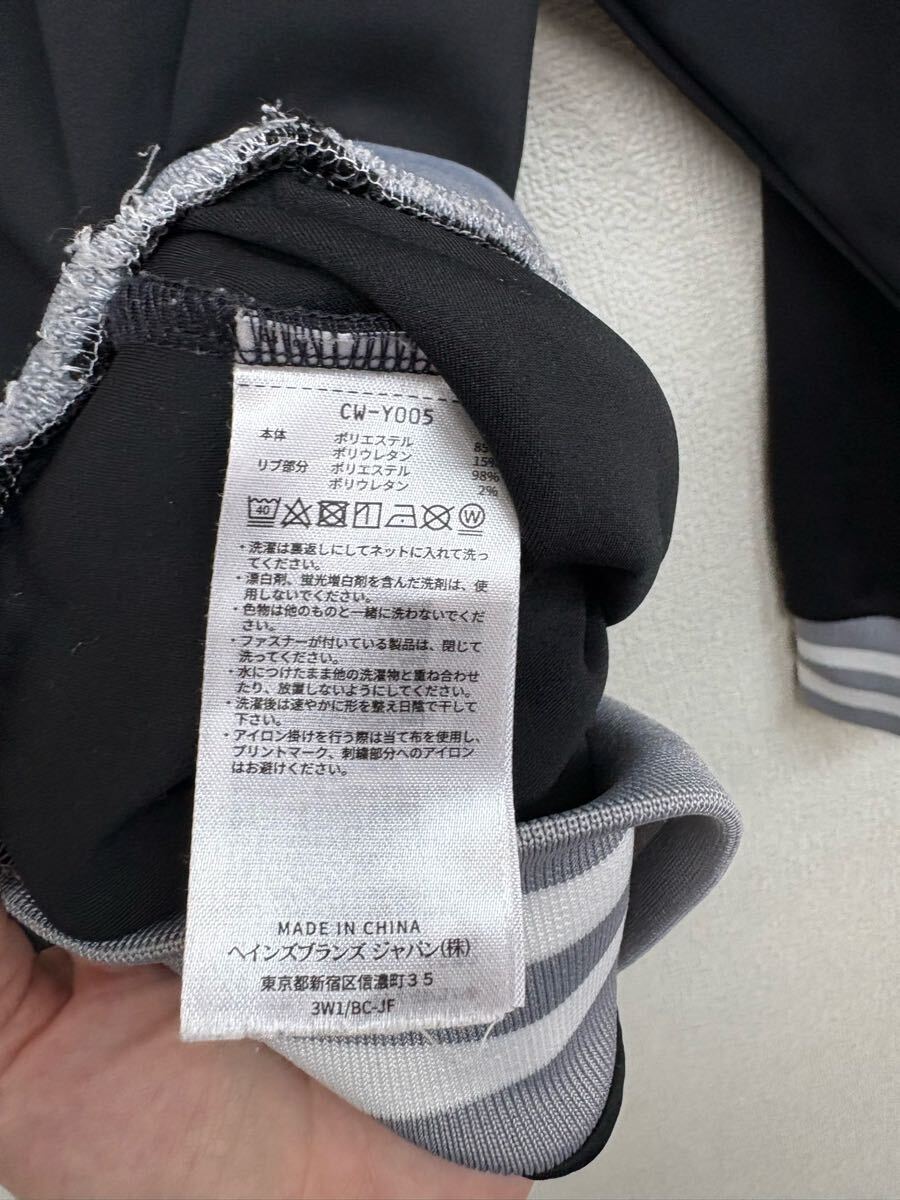 CW-Y005
本体 ポリエステル
ポリウレタン 15%
リブ部分 ポリエステル 98%
ポリウレタン 2%
40 W
・洗濯は裏返しにしてネットに入れて洗っ
てください。
・漂白剤、蛍光増白剤を含んだ洗剤は、使
用しないでください。
・色物は他のものと一緒に洗わないでくだ
さい。
・ファスナーが付いている製品は、閉じて
洗ってください。
・水につけたまま他の洗濯物と重ね合わせ
たり、放置しないようにしてください。
・洗濯後は速やかに形を整え日陰で干して
下さい。
・アイロン掛けを行う際は当て布を使用し、
プリントマーク、刺繍部分へのアイロン
はお避けください。
MADE IN CHINA
ヘインズブランズ ジャパン(株)
東京都新宿区信濃町35
3W1/BC-JF